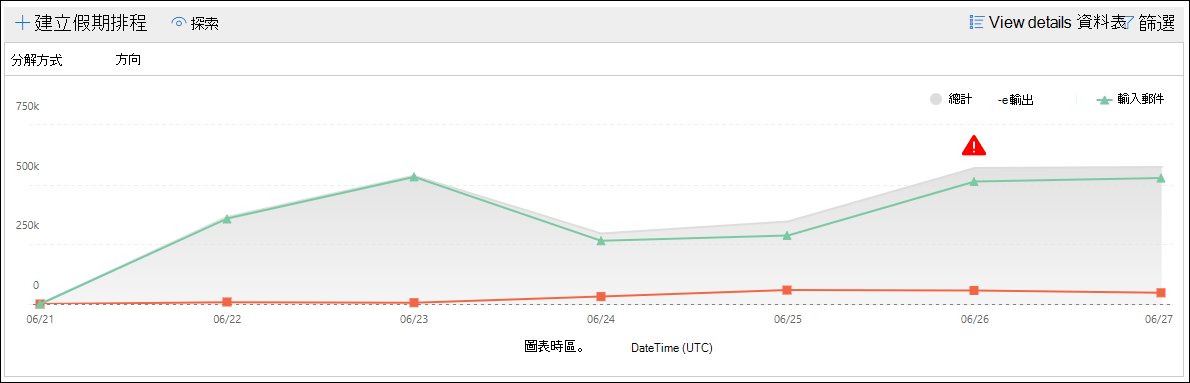 建立假期排程 探索 View details 資料表 篩選
分解方式 方向
總計 -e 輸出 輸入郵件
750k
500k
250k
0
06/21 06/22 06/23 06/24 06/25 06/26 06/27
圖表時區。 DateTime (UTC)